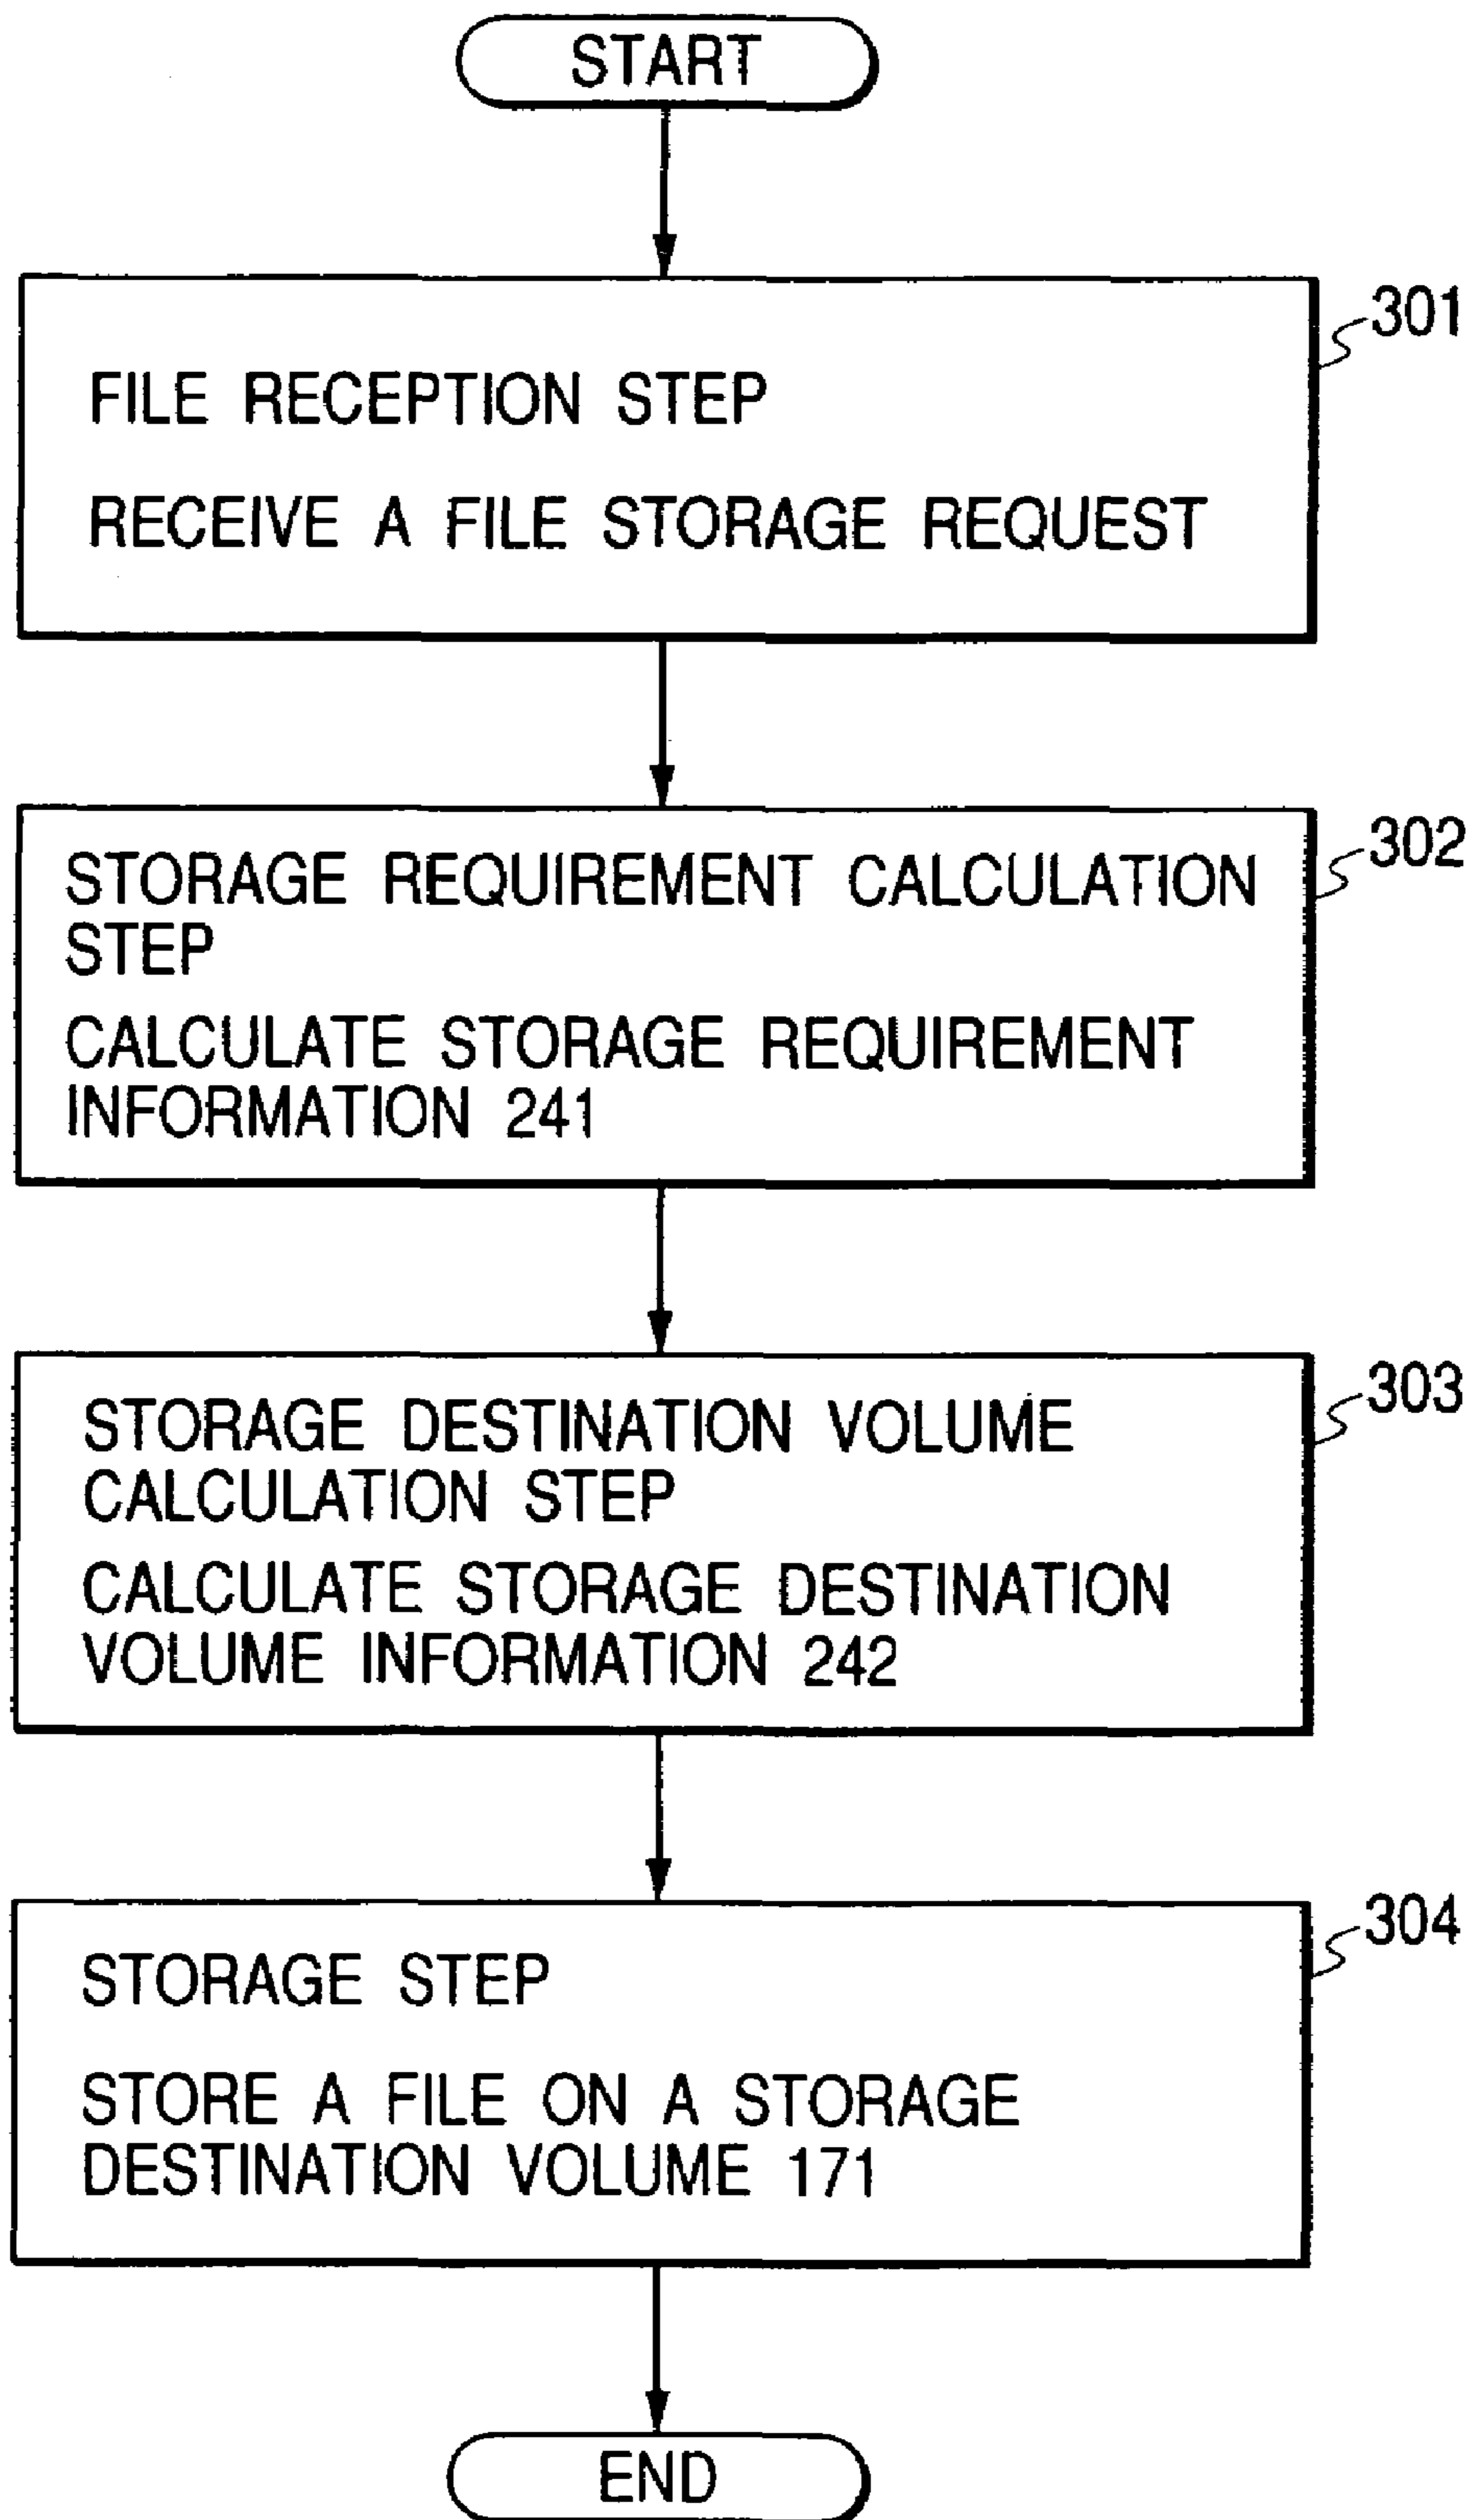 START
301
FILE RECEPTION STEP
RECEIVE A FILE STORAGE REQUEST
302
STORAGE REQUIREMENT CALCULATION
STEP
CALCULATE STORAGE REQUIREMENT
INFORMATION 241
303
STORAGE DESTINATION VOLUME
CALCULATION STEP
CALCULATE STORAGE DESTINATION
VOLUME INFORMATION 242
304
STORAGE STEP
STORE A FILE ON A STORAGE
DESTINATION VOLUME 171
END